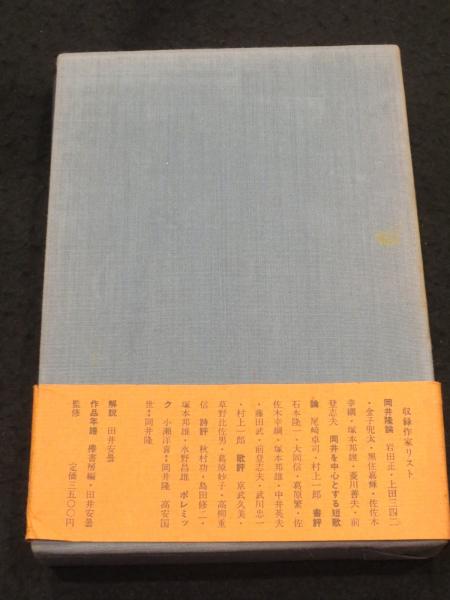 収録作家リスト
岡井隆論 岩田正・上田三四二
・金子兜太・黒住嘉輝・佐佐木
幸綱・塚本邦雄・菱川善夫・前
登志夫 岡井を中心とする短歌
論 尾崎卓司・村上一郎 書評
石本隆一・大岡信・葛原繁・佐
佐木幸綱・塚本邦雄・中井英夫
・藤田武・前登志夫・武川忠一
・村上一郎 歌評 京武久美・
草野比佐男・葛原妙子・高柳重
信 詩評 秋村功・島田修二・
塚本邦雄・水野昌雄 ポレミッ
ク 小瀬洋喜*岡井隆 高安国
世*岡井隆
解説 田井安曇
作品年譜 欅書房編・田井安曇
監修
定価三五〇〇円